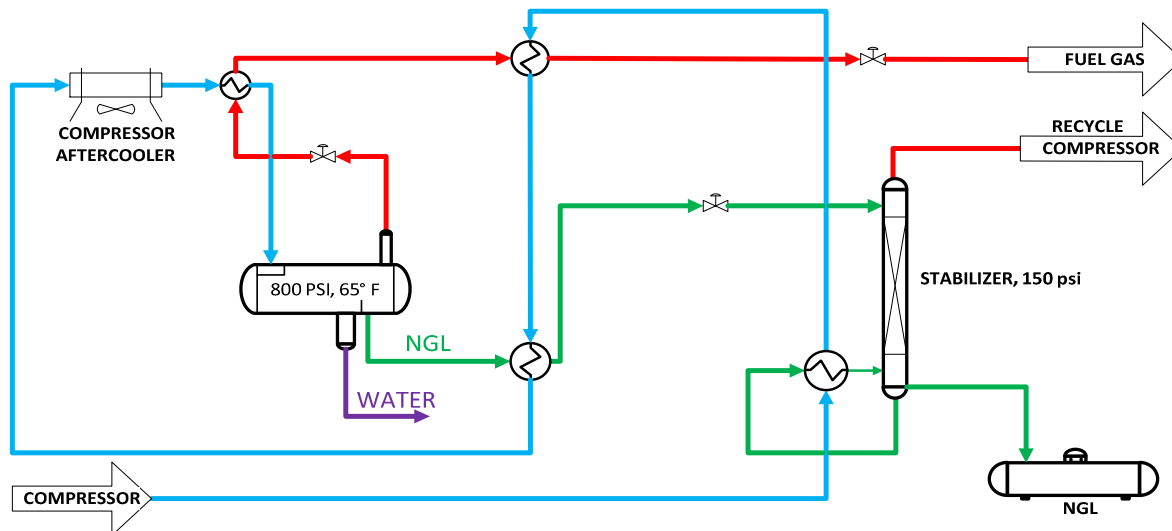 FUEL GAS
RECYCLE
COMPRESSOR
COMPRESSOR
AFTERCOOLER
800 PSI, 65° F
STABILIZER, 150 psi
NGL
WATER
COMPRESSOR
NGL